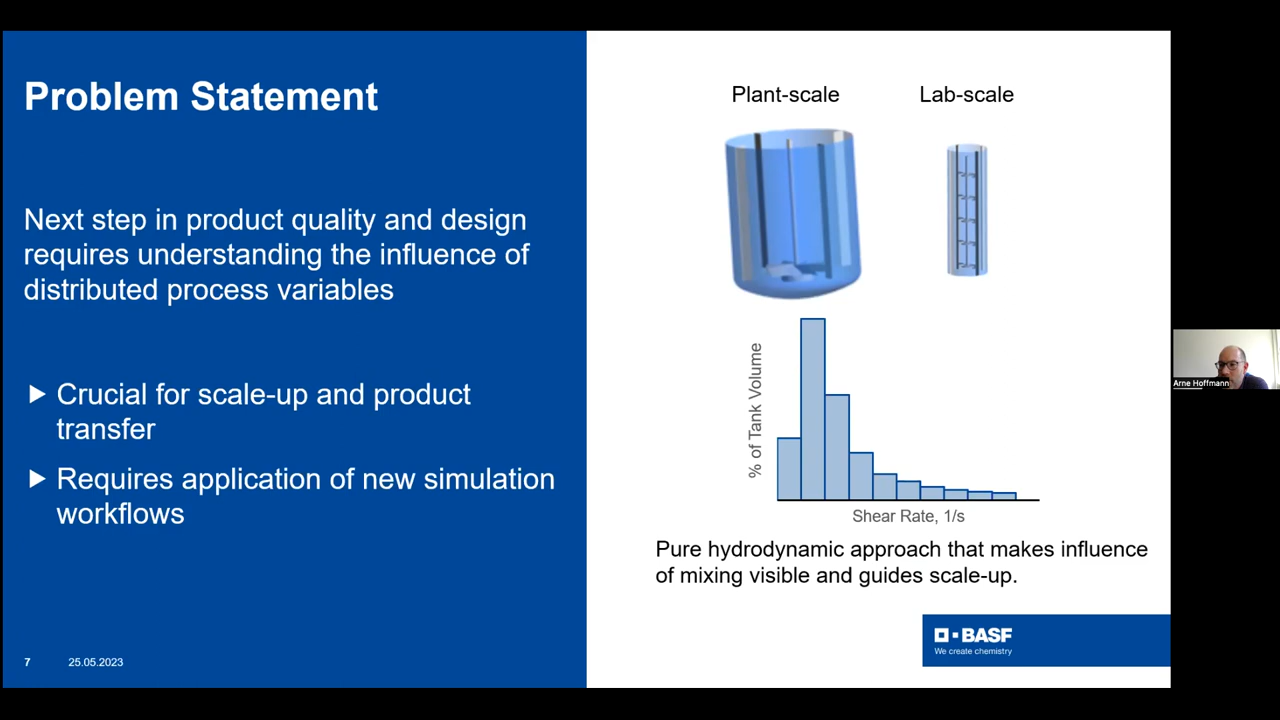 Problem Statement
Next step in product quality and design
requires understanding the influence of
distributed process variables
Crucial for scale-up and product
transfer
Requires application of new simulation
workflows
7
25.05.2023
Plant-scale
Lab-scale
% of Tank Volume
Shear Rate, 1/s
Pure hydrodynamic approach that makes influence
of mixing visible and guides scale-up.
BASF
We create chemistry
Arne Hoffmann